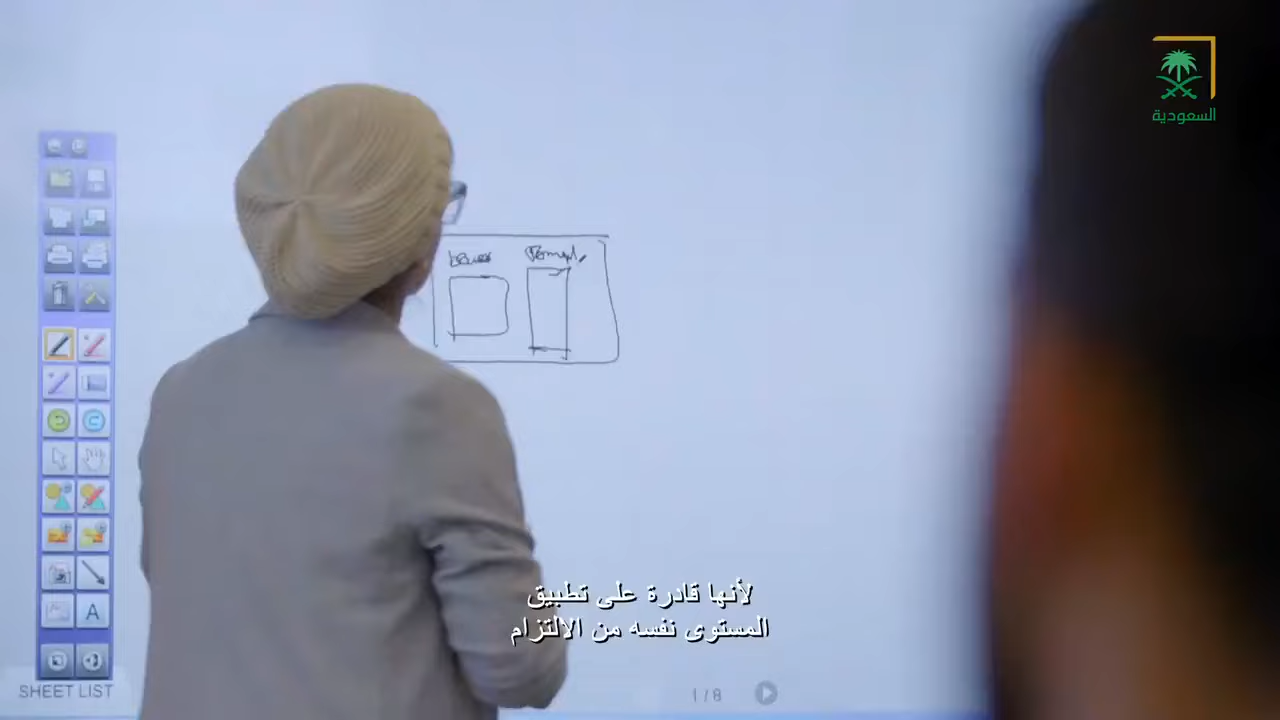 السعودية
لأنها قادرة على تطبيق
المستوى نفسه من الالتزام
A
SHEET LIST
1/8